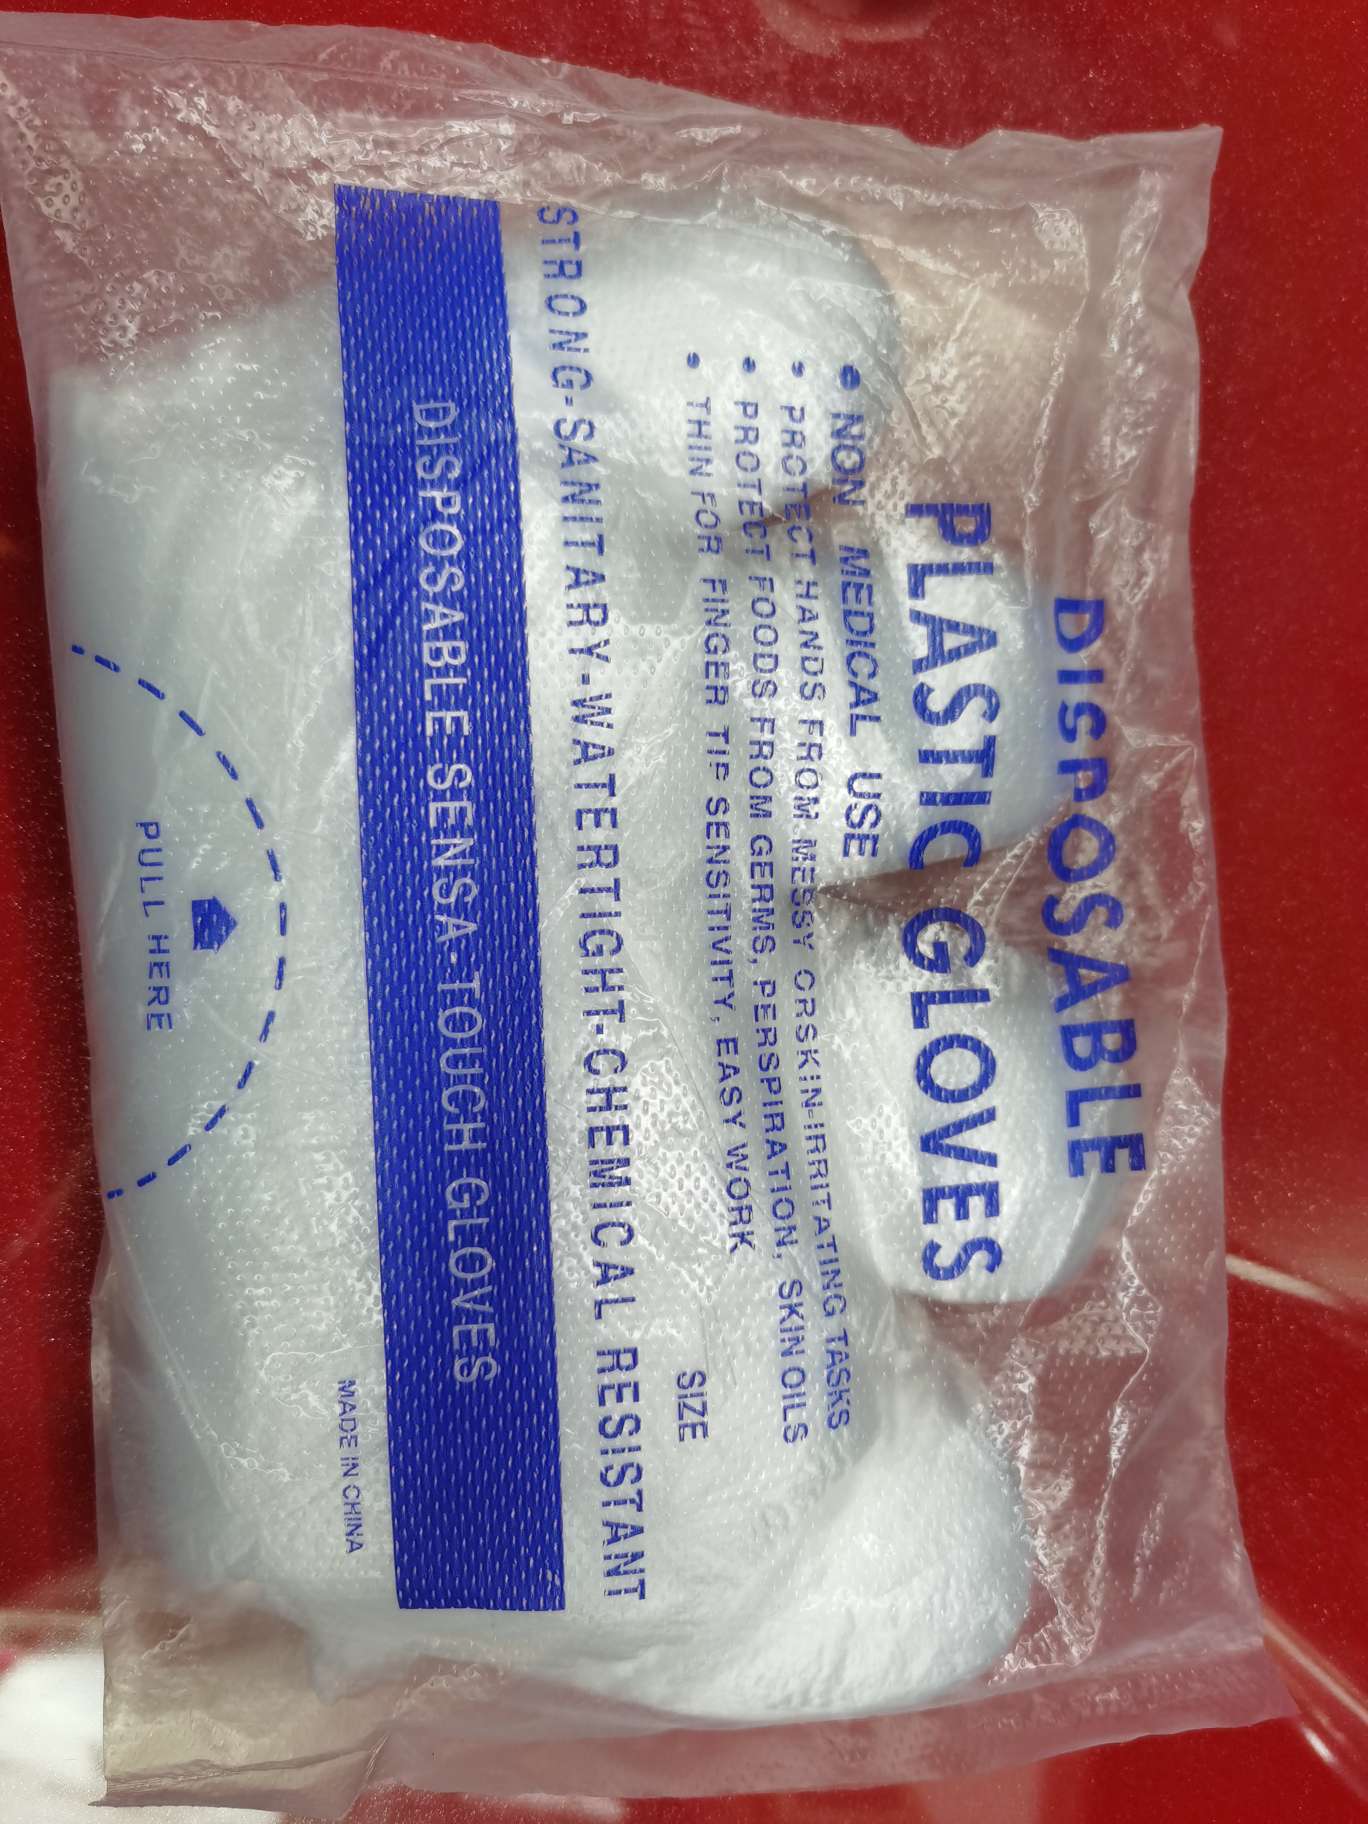 DISPOSABLE
PLASTIC GLOVES
• NON MEDICAL USE
• PROTECT HANDS FROM MESSY ORSKIN-IRRITATING TASKS
• PROTECT FOODS FROM GERMS, PERSPIRATION, SKIN OILS
• THIN FOR FINGER TIP SENSITIVITY, EASY WORK
SIZE
STRONG-SANITARY-WATERTIGHT-CHEMICAL RESISTANT
DISPOSABLE SENSA-TOUCH GLOVES
MADE IN CHINA
PULL HERE